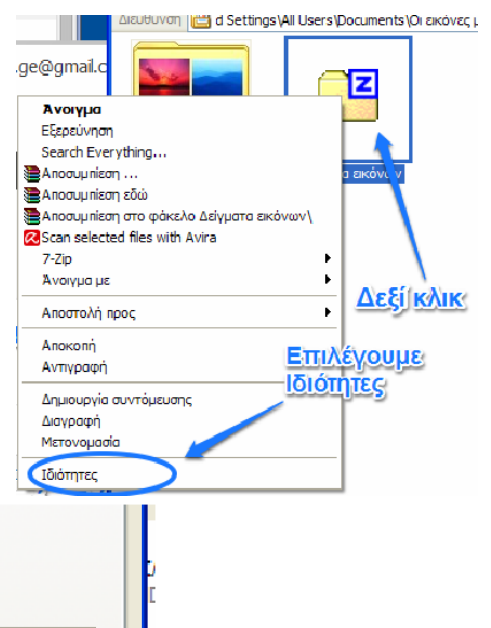 Διεύθυνση d Settings\All Users\Documents\Οι εικόνες μ
.ge@gmail.c
Z
Άνοιγμα
Εξερεύνηση
Search Everything...
Αποσυμπίεση ...
Αποσυμπίεση εδώ
Αποσυμπίεση στο φάκελο Δείγματα εικόνων\
Scan selected files with Avira
7-Zip
Άνοιγμα με
Αποστολή προς
Αποκοπή
Αντιγραφή
Δημιουργία συντόμευσης
Διαγραφή
Μετονομασία
Ιδιότητες
α εικόνων
Δεξί κλικ
Επιλέγουμε
Ιδιότητες